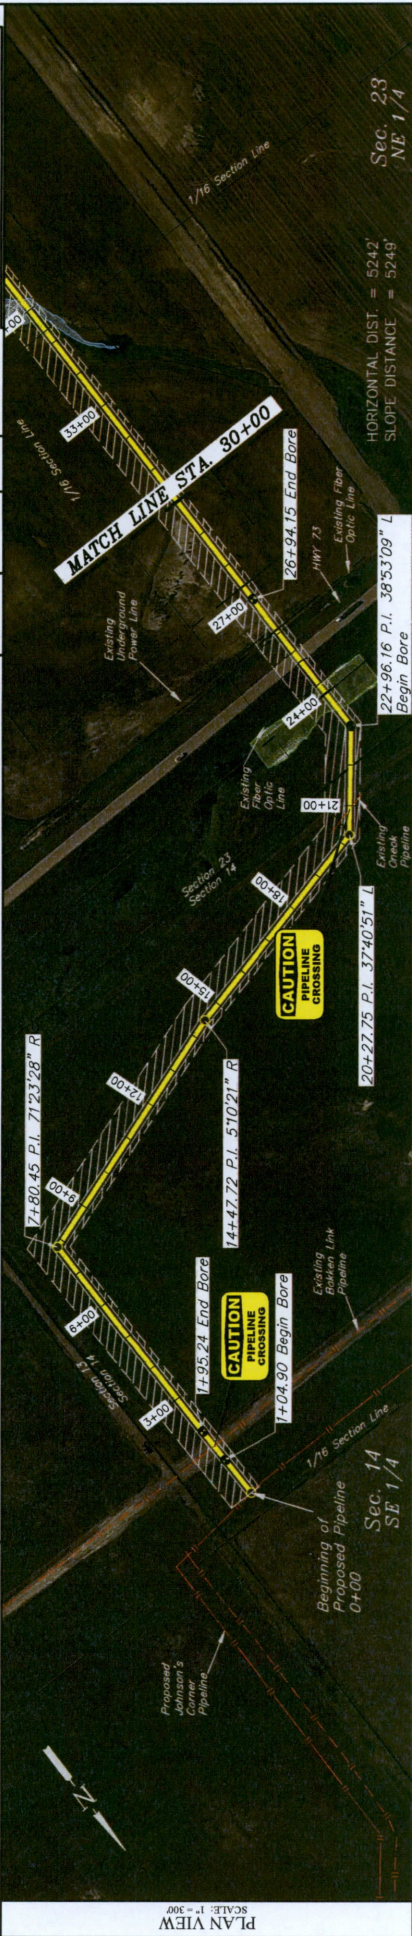 PLAN VIEW
SCALE: 1" = 300'
N
Proposed
Johnson's
Corner
Pipeline
Beginning of
Proposed Pipeline
0+00
Sec. 14
SE 1/4
1/16 Section Line
1+04.90 Begin Bore
CAUTION
PIPELINE
CROSSING
1+95.24 End Bore
Existing
Bakken Link
Pipeline
3+00
Section 13
Section 14
6+00
7+80.45 P.I. 71°23'28" R
9+00
12+00
14+47.72 P.I. 5°10'21" R
15+00
CAUTION
PIPELINE
CROSSING
18+00
Section 23
Section 14
20+27.75 P.I. 37°40'51" L
Existing
Oneok
Pipeline
21+00
Existing
Fiber
Optic
Line
22+96.16 P.I. 38°53'09" L
Begin Bore
24+00
HWY 73
Existing Fiber
Optic Line
26+94.15 End Bore
27+00
Existing
Underground
Power Line
MATCH LINE STA. 30+00
33+00
1/16 Section Line
+00
1/16 Section Line
HORIZONTAL DIST. = 5242'
SLOPE DISTANCE = 5249'
Sec. 23
NE 1/4